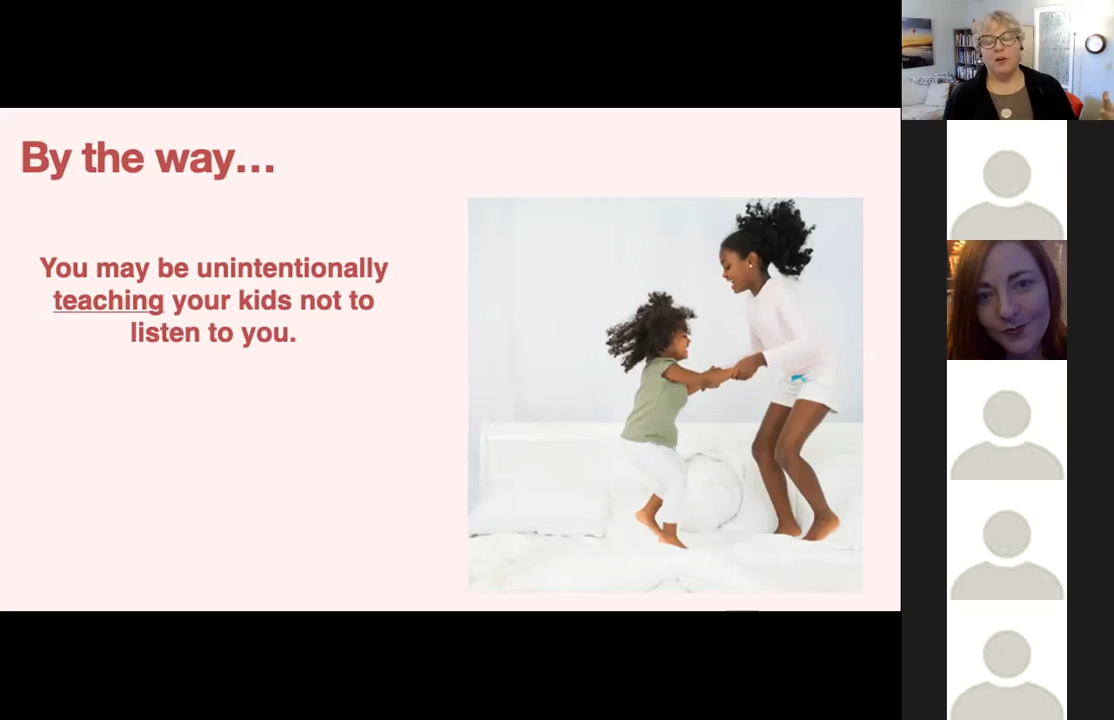 By the way…
You may be unintentionally
teaching your kids not to
listen to you.